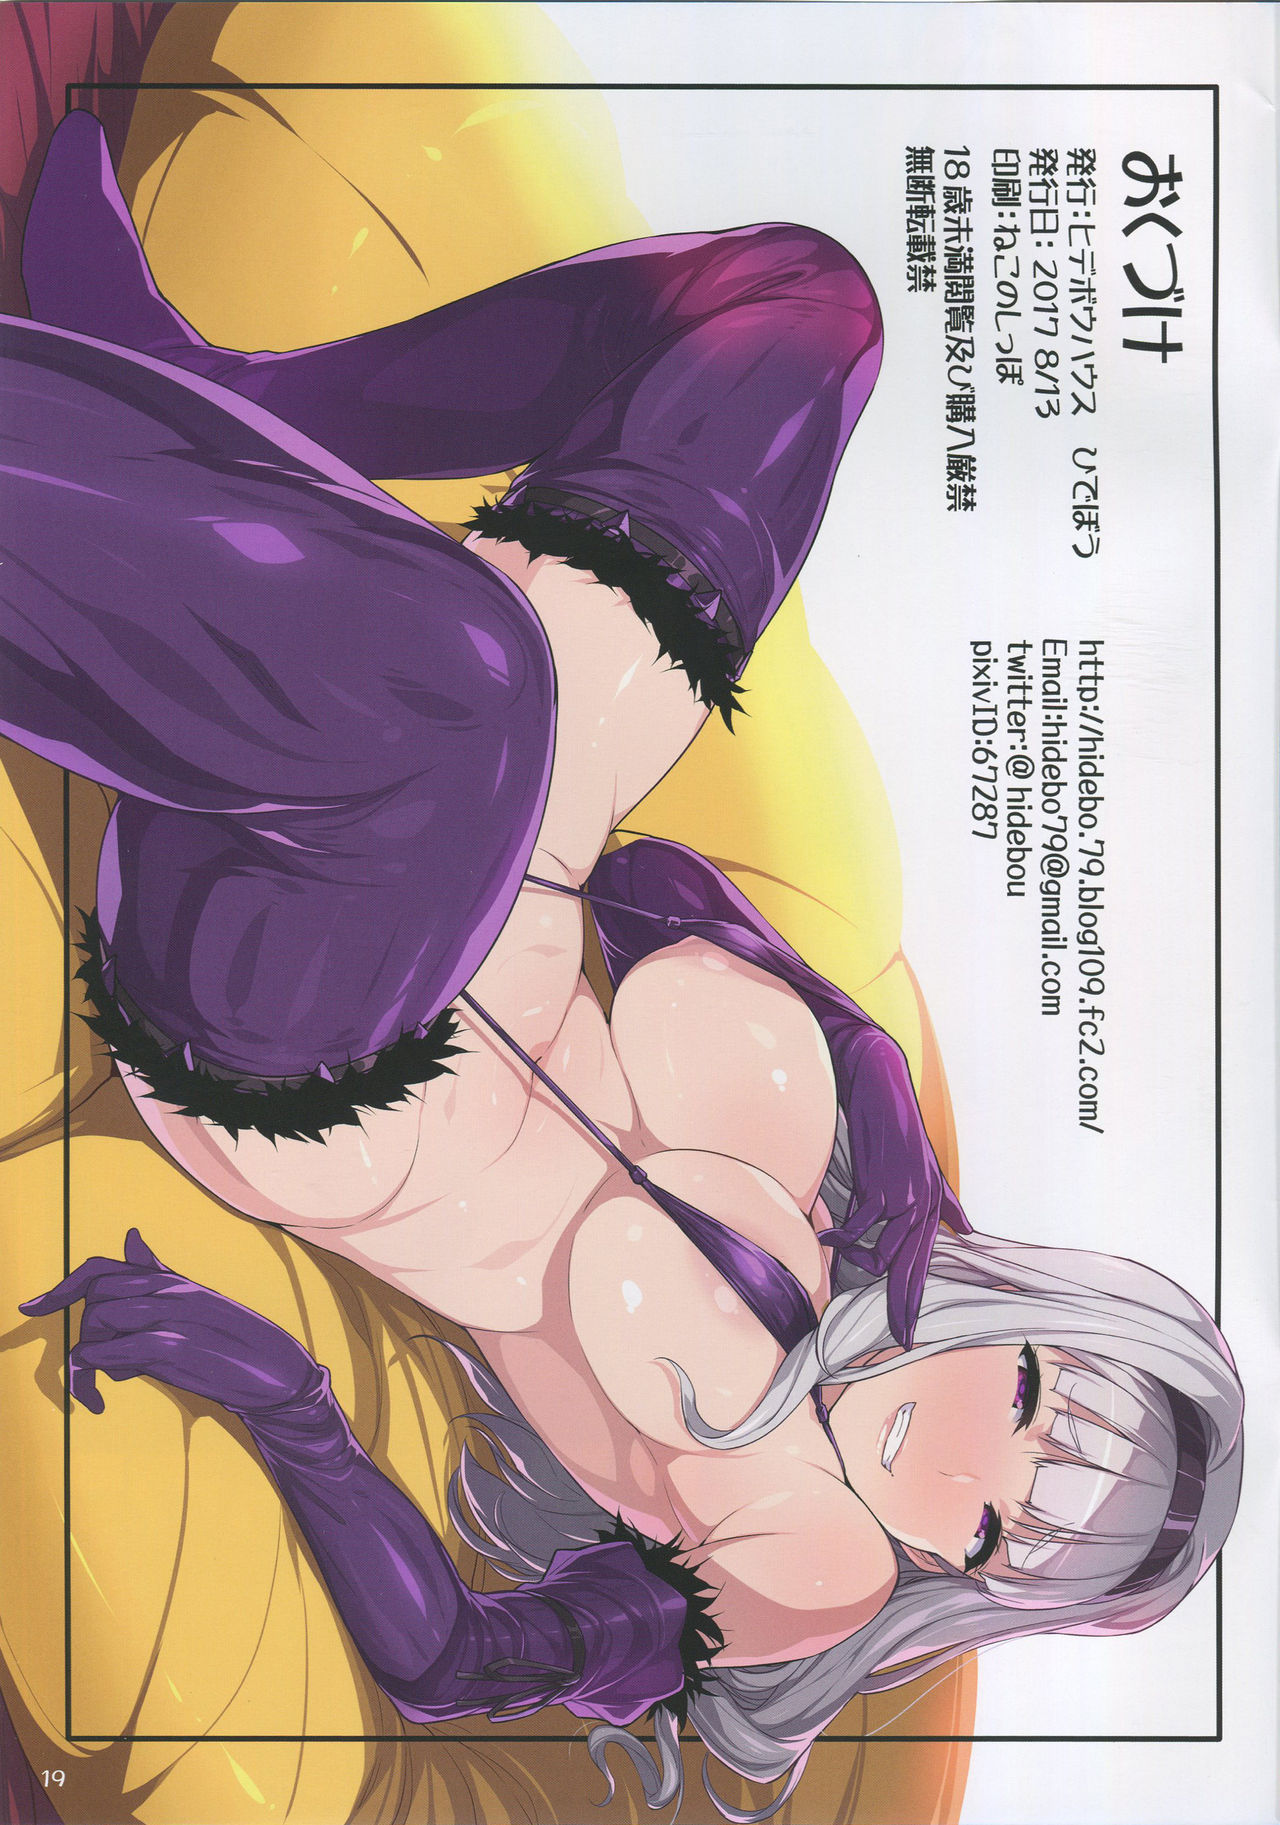 おくづけ
発行：ヒデボウハウス　ひでぼう
発行日：2017 8/13
印刷：ねこのしっぽ
18歳未満閲覧及び購入厳禁
無断転載禁
http://hidebo.79.blog109.fc2.com/
Email:hidebo79@gmail.com
twitter:@hidebou
pixivID:67287
19